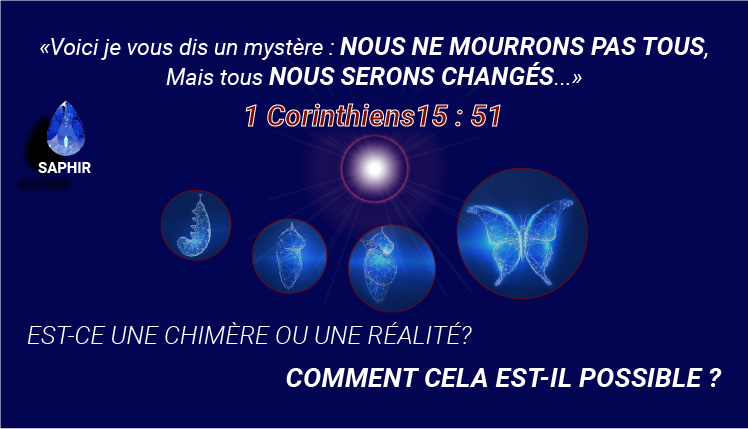 «Voici je vous dis un mystère : NOUS NE MOURRONS PAS TOUS,
Mais tous NOUS SERONS CHANGÉS...»
1 Corinthiens15 : 51
SAPHIR
EST-CE UNE CHIMÈRE OU UNE RÉALITÉ?
COMMENT CELA EST-IL POSSIBLE ?